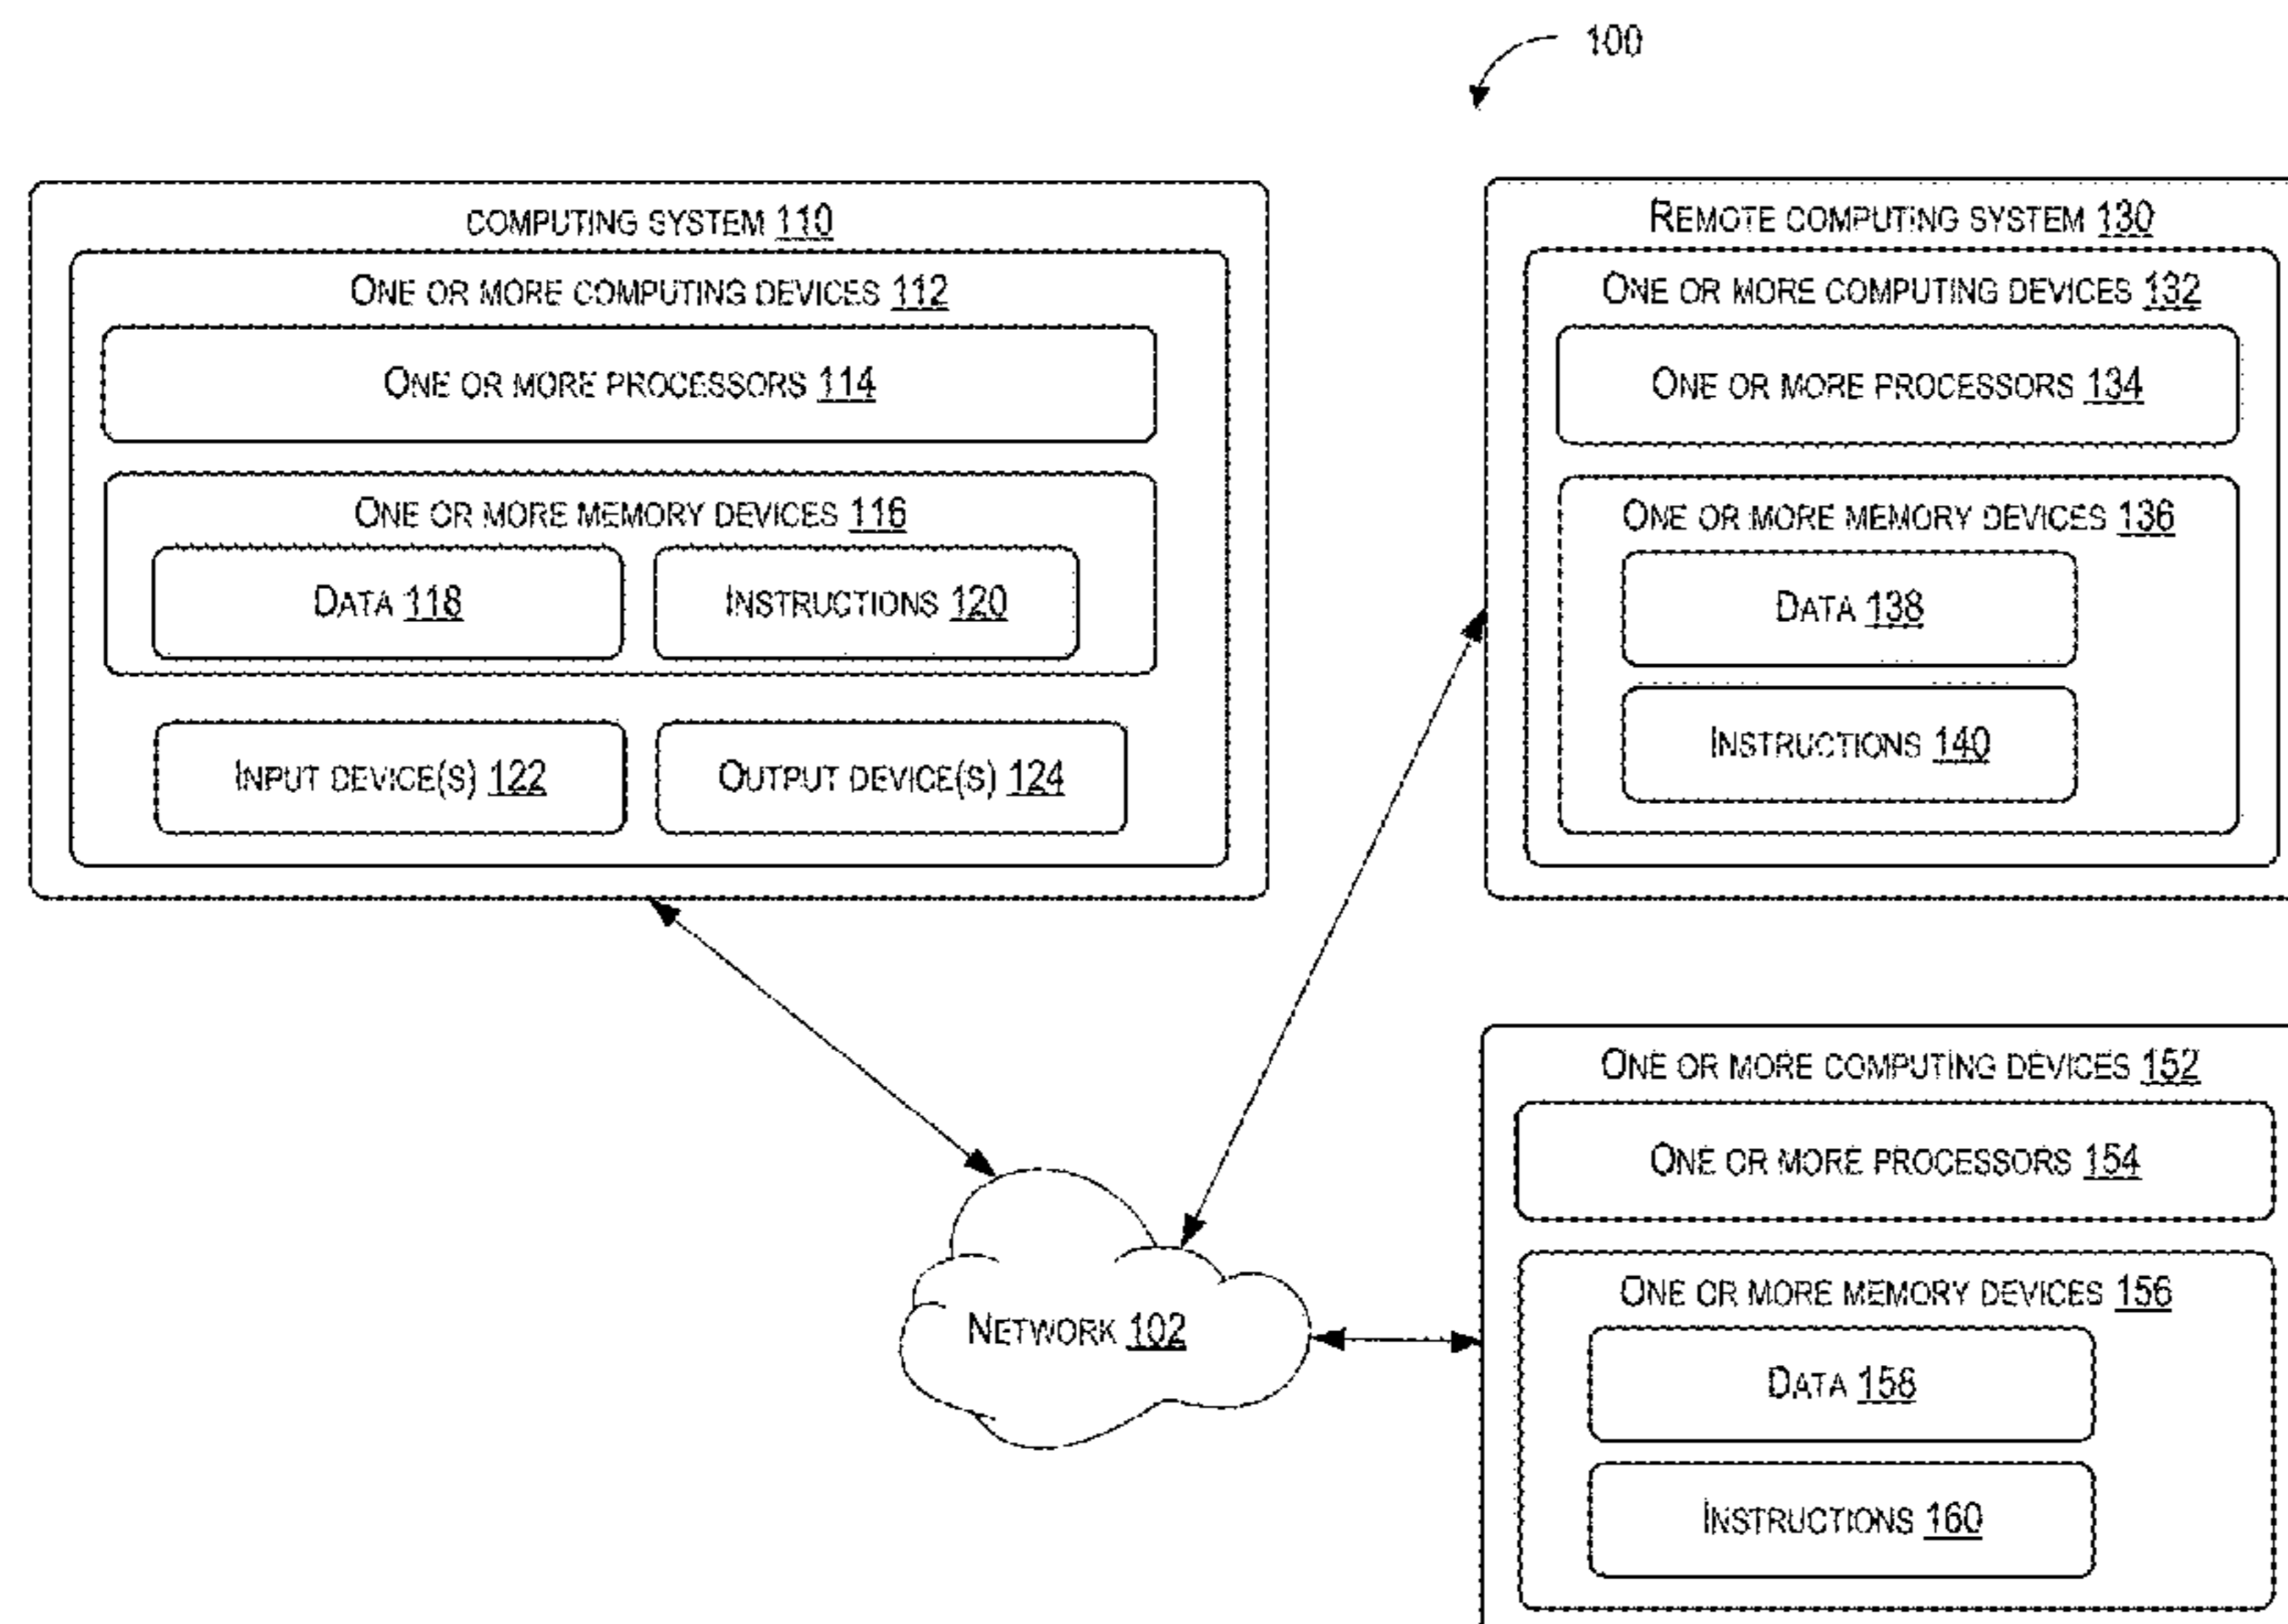 100
COMPUTING SYSTEM 110
ONE OR MORE COMPUTING DEVICES 112
ONE OR MORE PROCESSORS 114
ONE OR MORE MEMORY DEVICES 116
DATA 118
INSTRUCTIONS 120
INPUT DEVICE(S) 122
OUTPUT DEVICE(S) 124
REMOTE COMPUTING SYSTEM 130
ONE OR MORE COMPUTING DEVICES 132
ONE OR MORE PROCESSORS 134
ONE OR MORE MEMORY DEVICES 136
DATA 138
INSTRUCTIONS 140
NETWORK 102
ONE OR MORE COMPUTING DEVICES 152
ONE OR MORE PROCESSORS 154
ONE OR MORE MEMORY DEVICES 156
DATA 158
INSTRUCTIONS 160